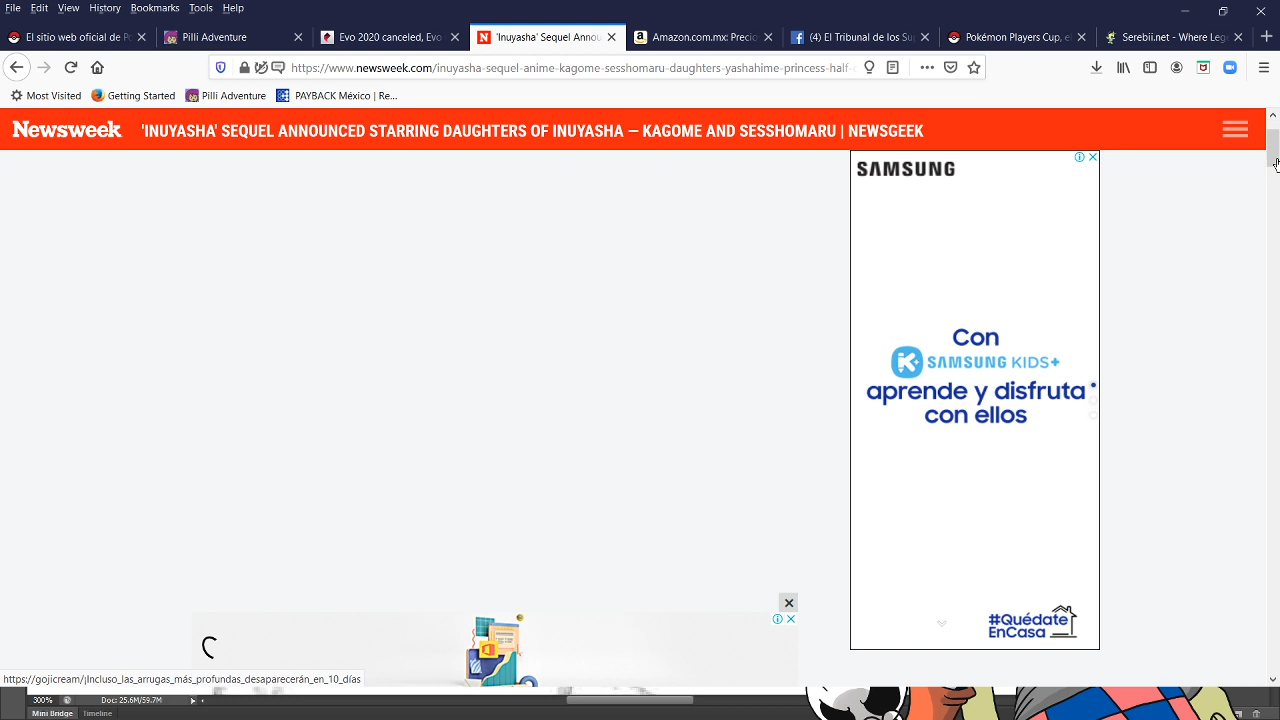 File Edit View History Bookmarks Tools Help
El sitio web oficial de Po
Pilli Adventure
Evo 2020 canceled, Evo
'Inuyasha' Sequel Annou
Amazon.com.mx: Precio
(4) El Tribunal de los Su
Pokémon Players Cup, el
Serebii.net - Where Lege
https://www.newsweek.com/inuyasha-sequel-anime-kagome-sesshomaru-daughters-yashahime-princess-half-
Most Visited Getting Started Pilli Adventure PAYBACK México | Re...
Newsweek 'INUYASHA' SEQUEL ANNOUNCED STARRING DAUGHTERS OF INUYASHA — KAGOME AND SESSHOMARU | NEWSGEEK
SAMSUNG
Con
SAMSUNG KIDS+
aprende y disfruta
con ellos
#Quédate
EnCasa
https://gojicream/¡Incluso_las_arrugas_más_profundas_desaparecerán_en_10_días
300% Doc: 25.6M/59.7M
Mini Bridge Timeline